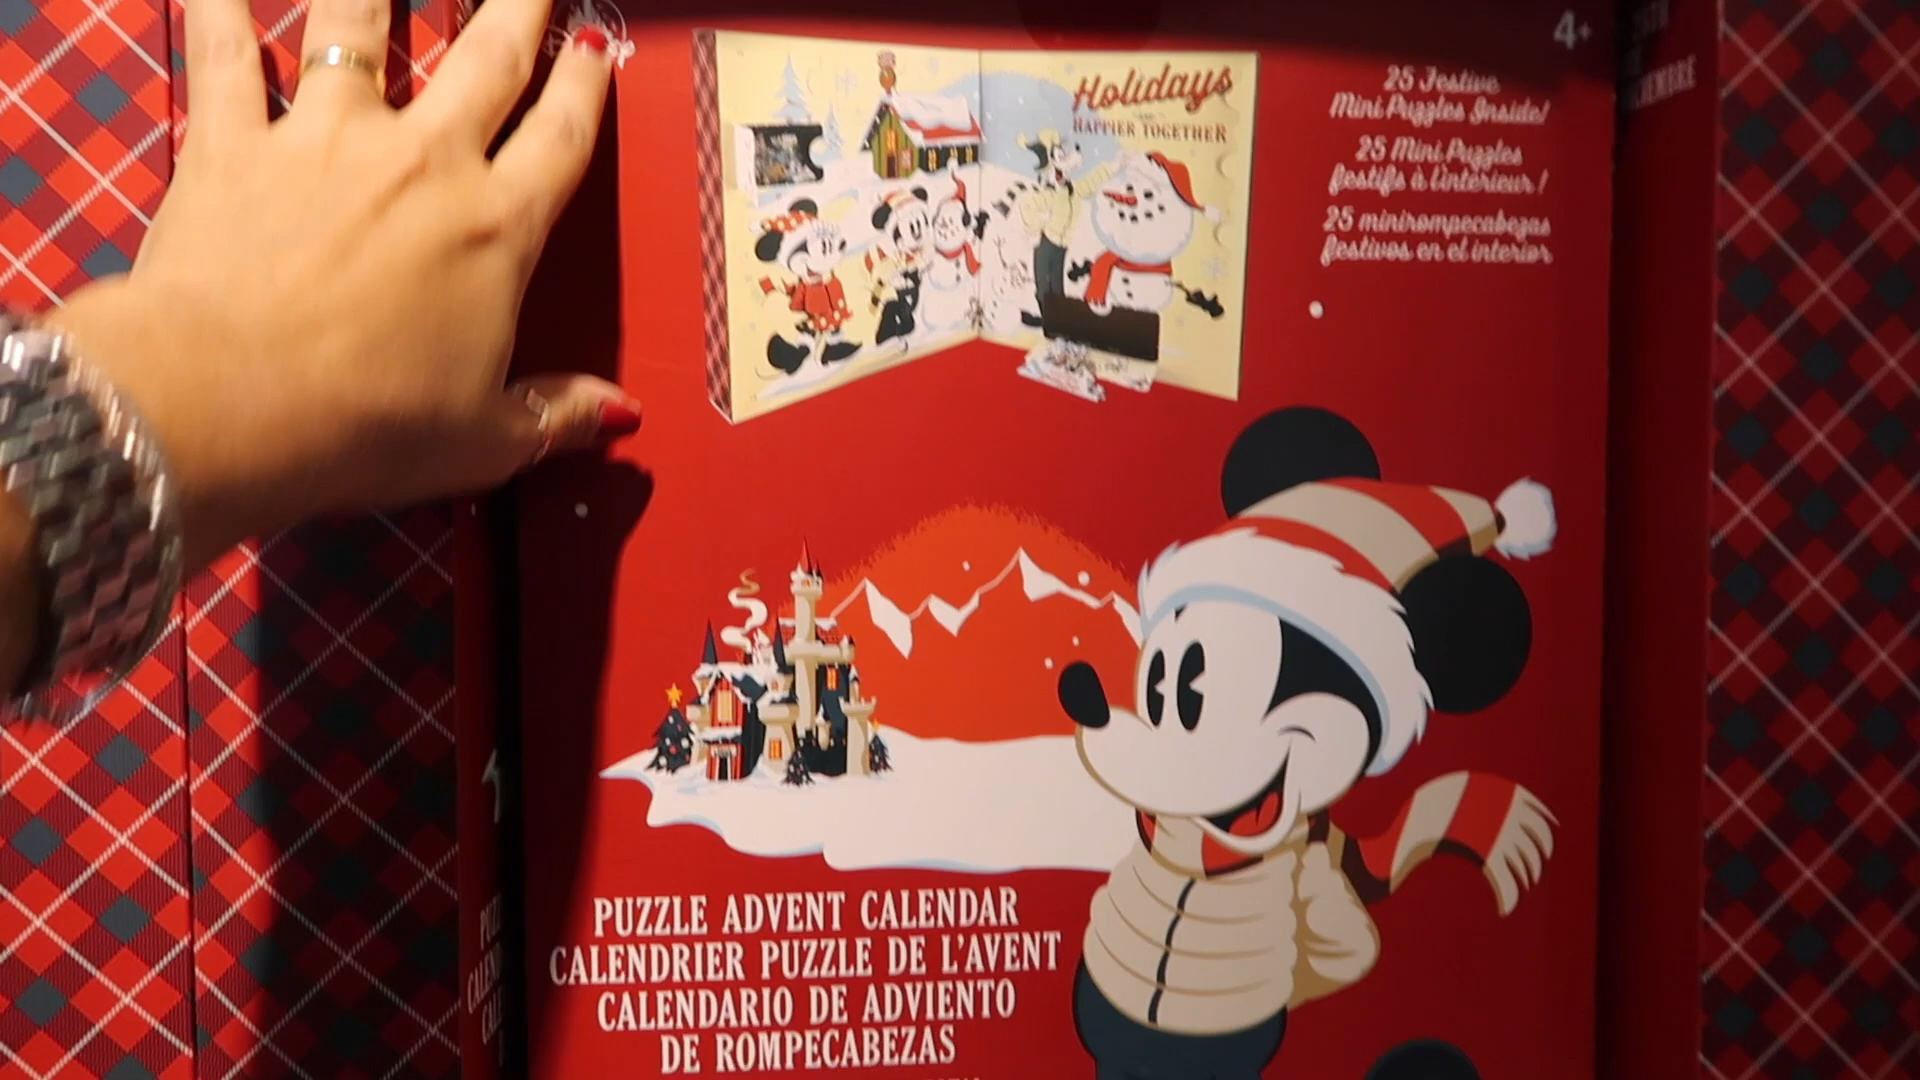 4+
Holidays
HAPPIER TOGETHER
25 Festive
Mini Puzzles Inside!
25 Mini Puzzles
festifs à l'intérieur !
25 minirompecabezas
festivos en el interior
PUZZLE ADVENT CALENDAR
CALENDRIER PUZZLE DE L'AVENT
CALENDARIO DE ADVIENTO
DE ROMPECABEZAS